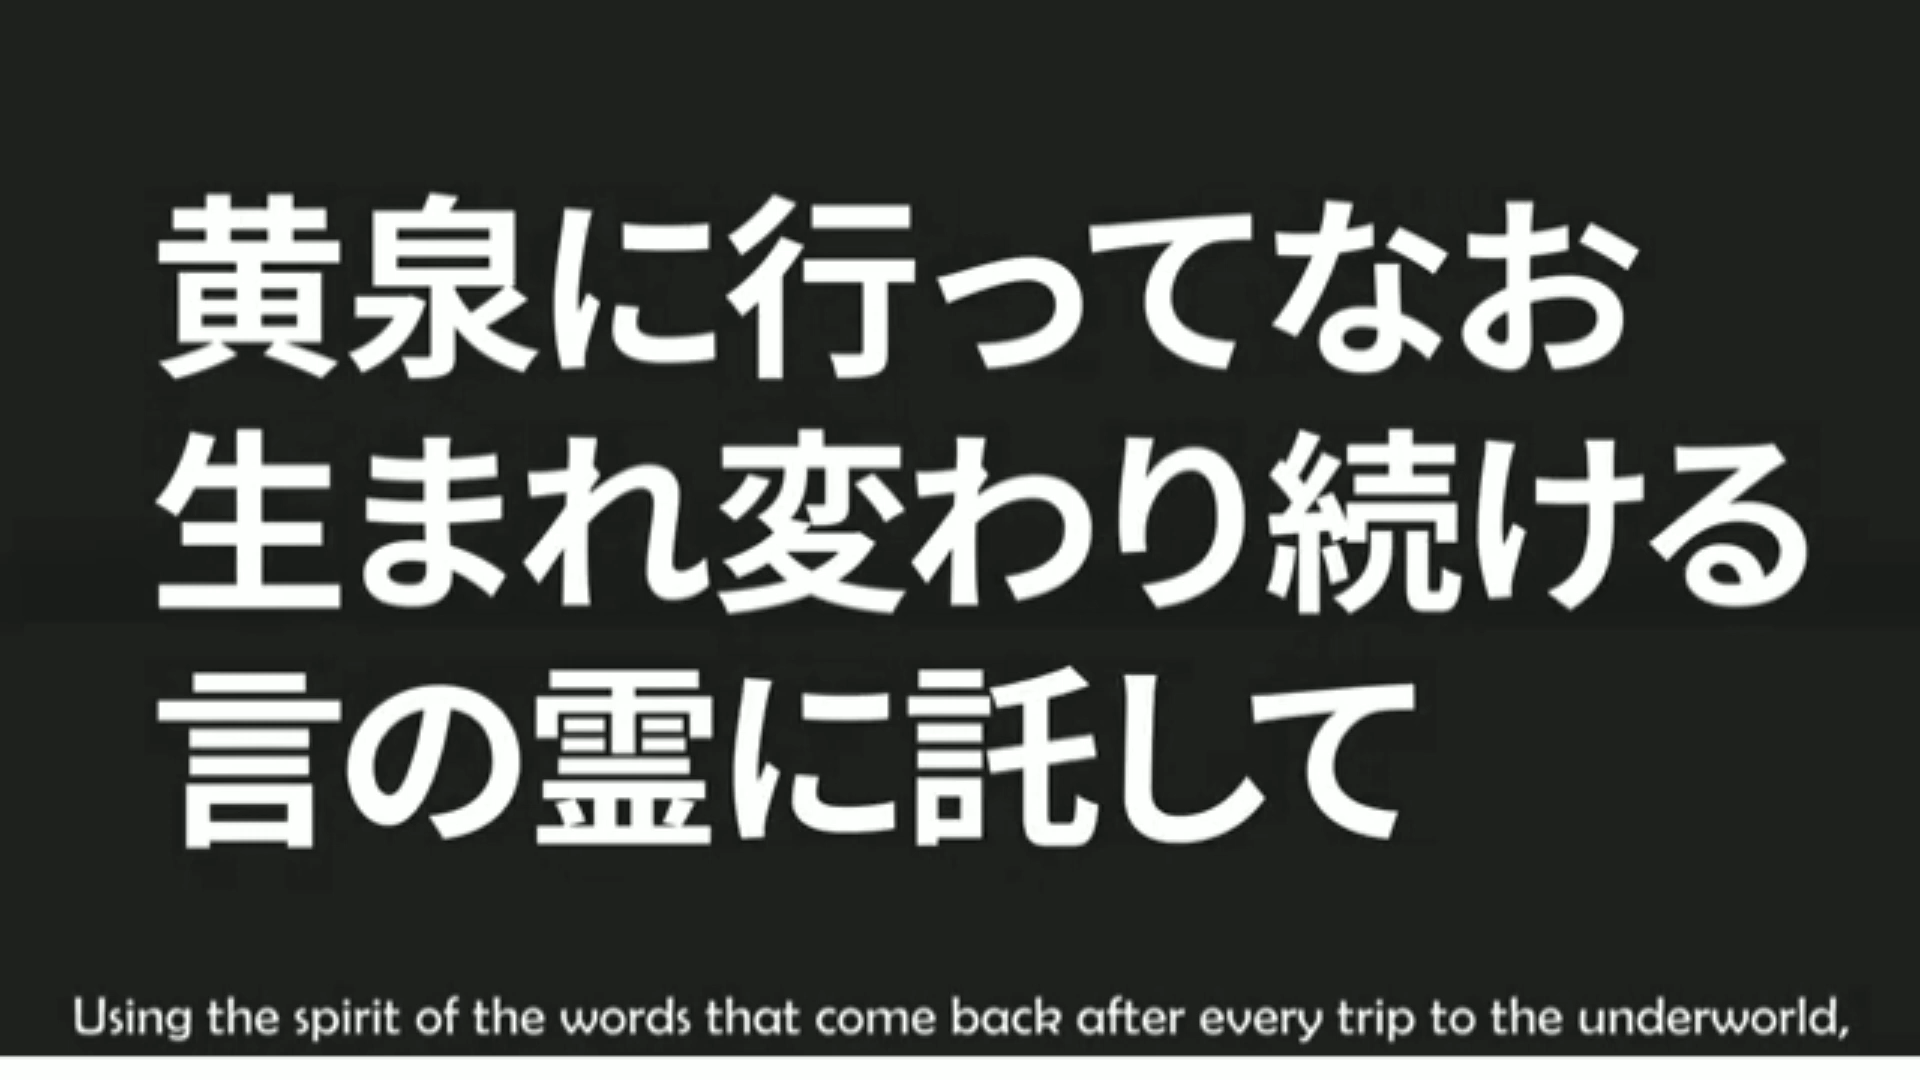 黄泉に行ってなお
生まれ変わり続ける
言の霊に託して
Using the spirit of the words that come back after every trip to the underworld,